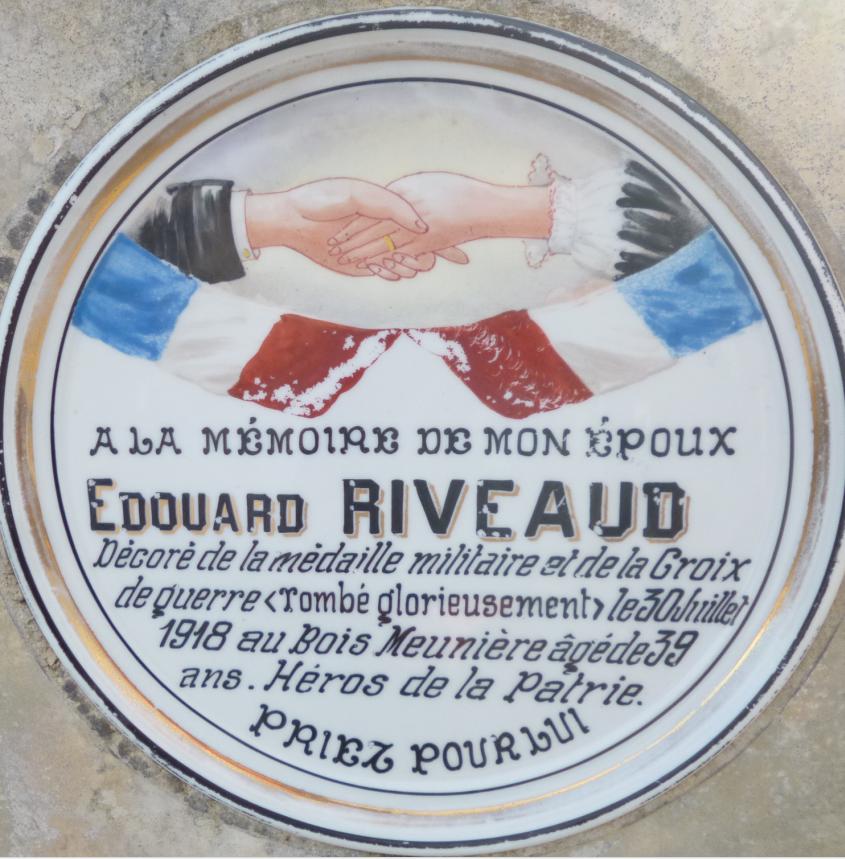 A LA MÉMOIRE DE MON ÉPOUX
EDOUARD RIVEAUD
Décoré de la médaille militaire et de la Croix
de guerre <Tombé glorieusement> le 30 Juillet
1918 au Bois Meunière âgé de 39
ans. Héros de la Patrie.
PRIEZ POUR LUI